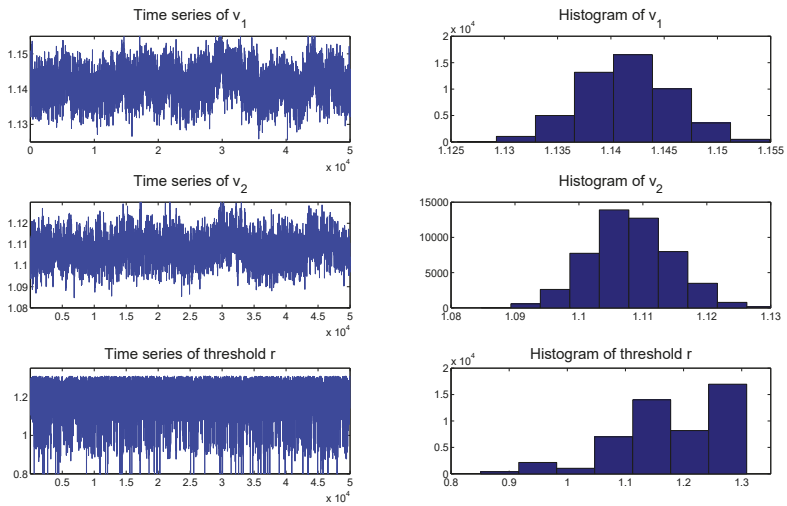 Time series of v1
1.15
1.14
1.13
0 1 2 3 4 5
x 10^4
Histogram of v1
x 10^4
2
1.5
1
0.5
0
1.125 1.13 1.135 1.14 1.145 1.15 1.155
Time series of v2
1.12
1.11
1.1
1.09
1.08
0.5 1 1.5 2 2.5 3 3.5 4 4.5 5
x 10^4
Histogram of v2
15000
10000
5000
0
1.08 1.09 1.1 1.11 1.12 1.13
Time series of threshold r
1.2
1
0.8
0.5 1 1.5 2 2.5 3 3.5 4 4.5 5
x 10^4
Histogram of threshold r
x 10^4
2
1.5
1
0.5
0
0.8 0.9 1 1.1 1.2 1.3